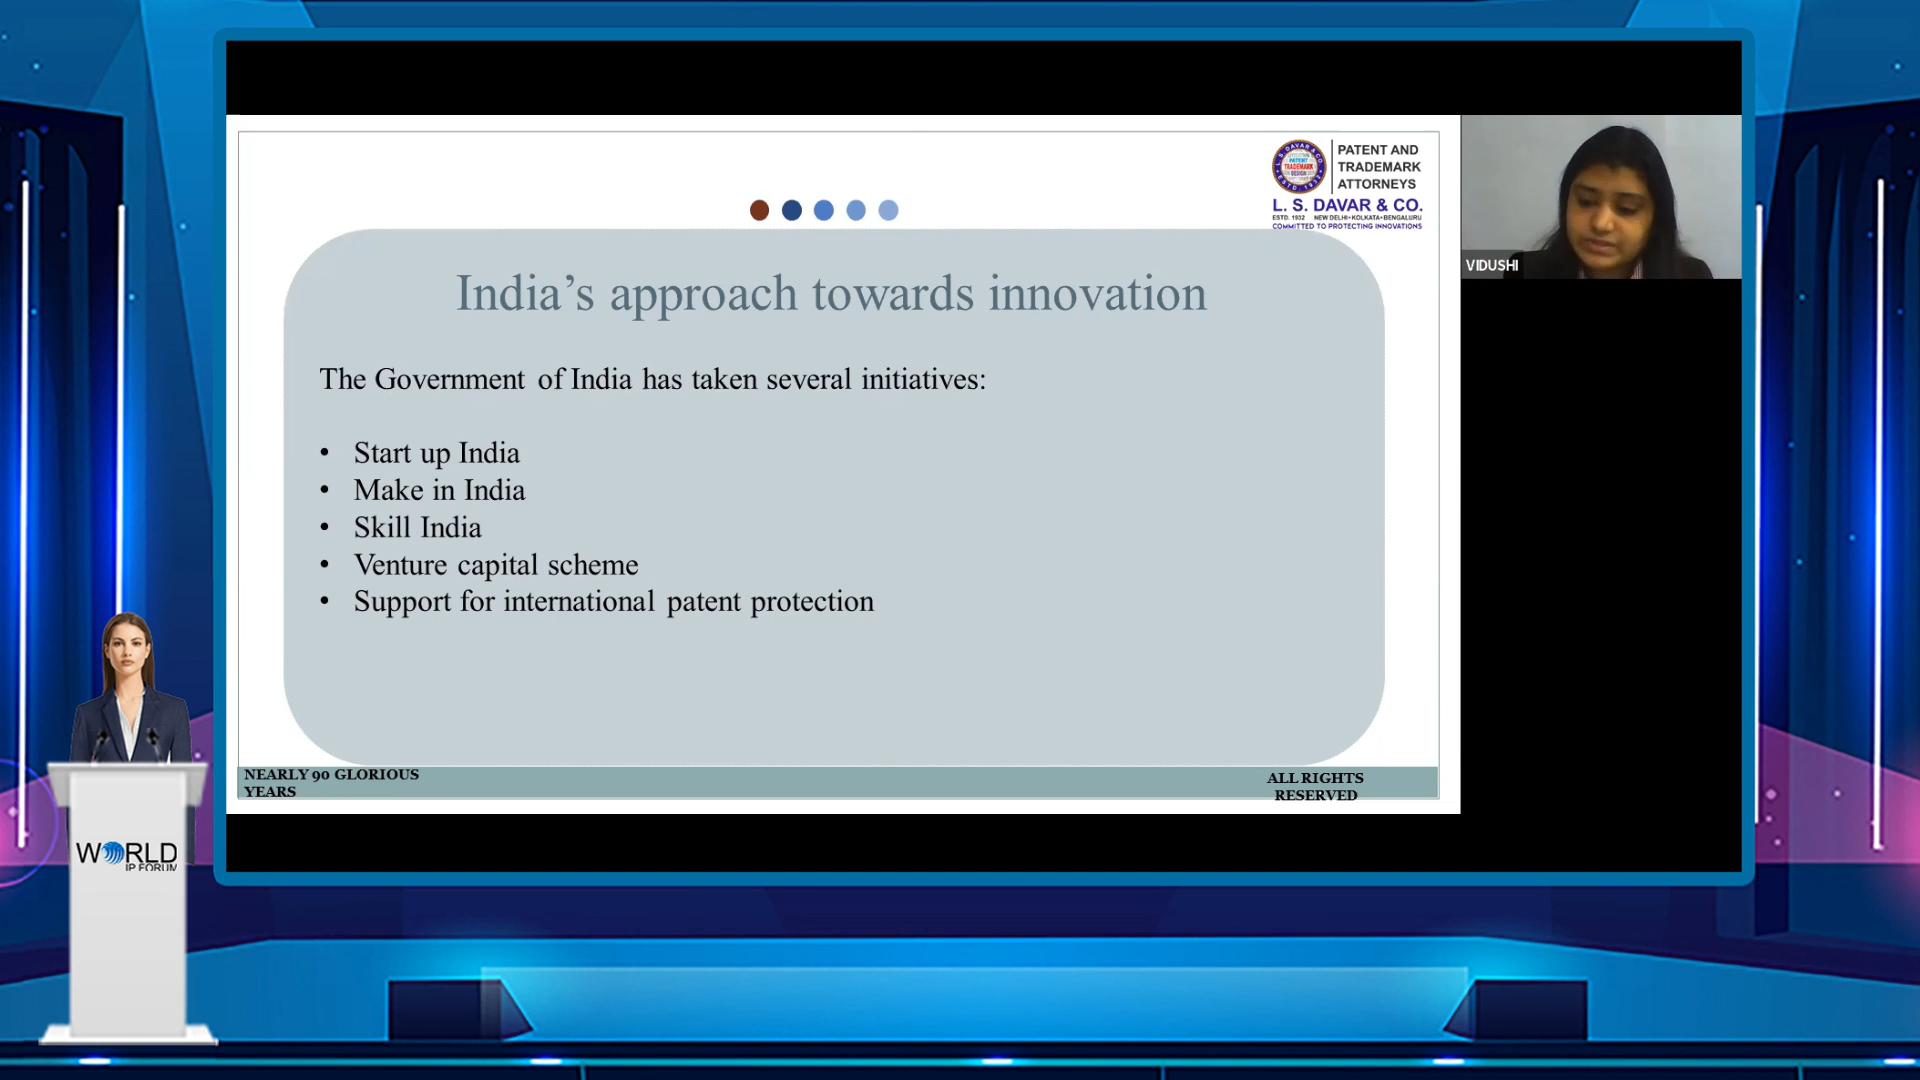 PATENT AND
TRADEMARK
ATTORNEYS
L. S. DAVAR & CO.
ESTD. 1932 NEW DELHI•KOLKATA•BENGALURU
COMMITTED TO PROTECTING INNOVATIONS
VIDUSHI
India’s approach towards innovation
The Government of India has taken several initiatives:
• Start up India
• Make in India
• Skill India
• Venture capital scheme
• Support for international patent protection
NEARLY 90 GLORIOUS
YEARS
ALL RIGHTS
RESERVED
WORLD
IP FORUM